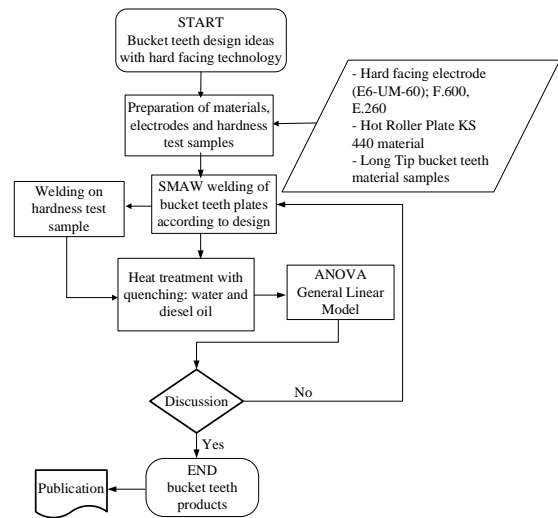 START
Bucket teeth design ideas
with hard facing technology
Preparation of materials,
electrodes and hardness
test samples
- Hard facing electrode
(E6-UM-60); F.600,
E.260
- Hot Roller Plate KS
440 material
- Long Tip bucket teeth
material samples
Welding on
hardness test
sample
SMAW welding of
bucket teeth plates
according to design
Heat treatment with
quenching: water and
diesel oil
ANOVA
General Linear
Model
Discussion
No
Yes
END
bucket teeth
products
Publication